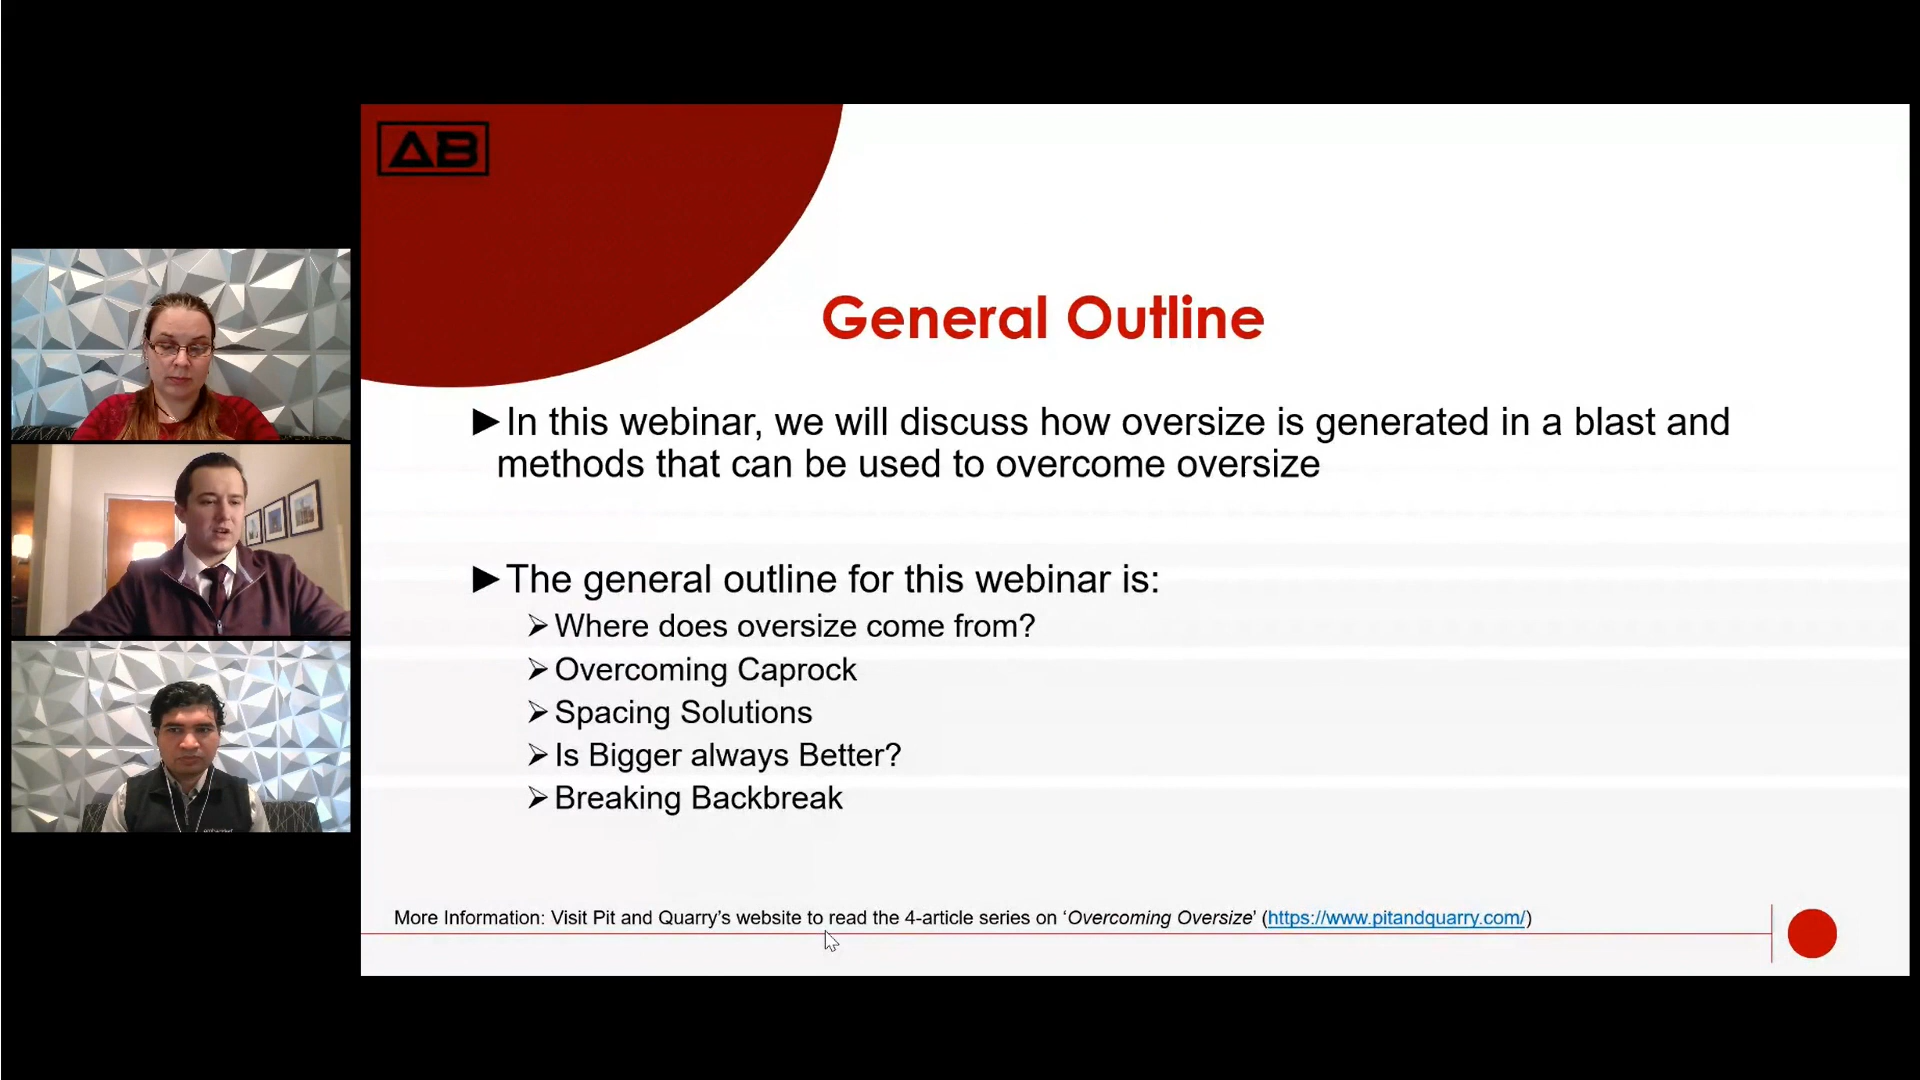 AB
General Outline
►In this webinar, we will discuss how oversize is generated in a blast and
methods that can be used to overcome oversize
►The general outline for this webinar is:
➢Where does oversize come from?
➢Overcoming Caprock
➢Spacing Solutions
➢Is Bigger always Better?
➢Breaking Backbreak
More Information: Visit Pit and Quarry’s website to read the 4-article series on ‘Overcoming Oversize’ (https://www.pitandquarry.com/)